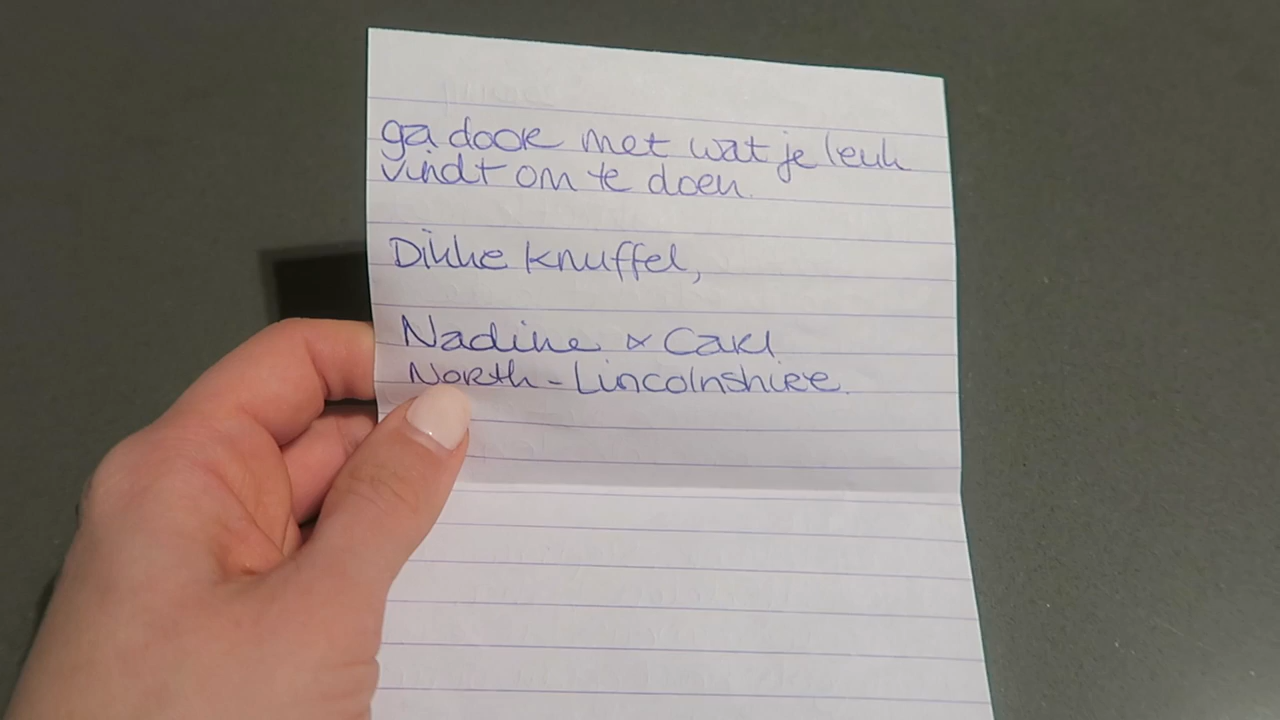 ga door met wat je leuk
vindt om te doen.
Dikke knuffel,
Nadine & Carl
North-Lincolnshire.